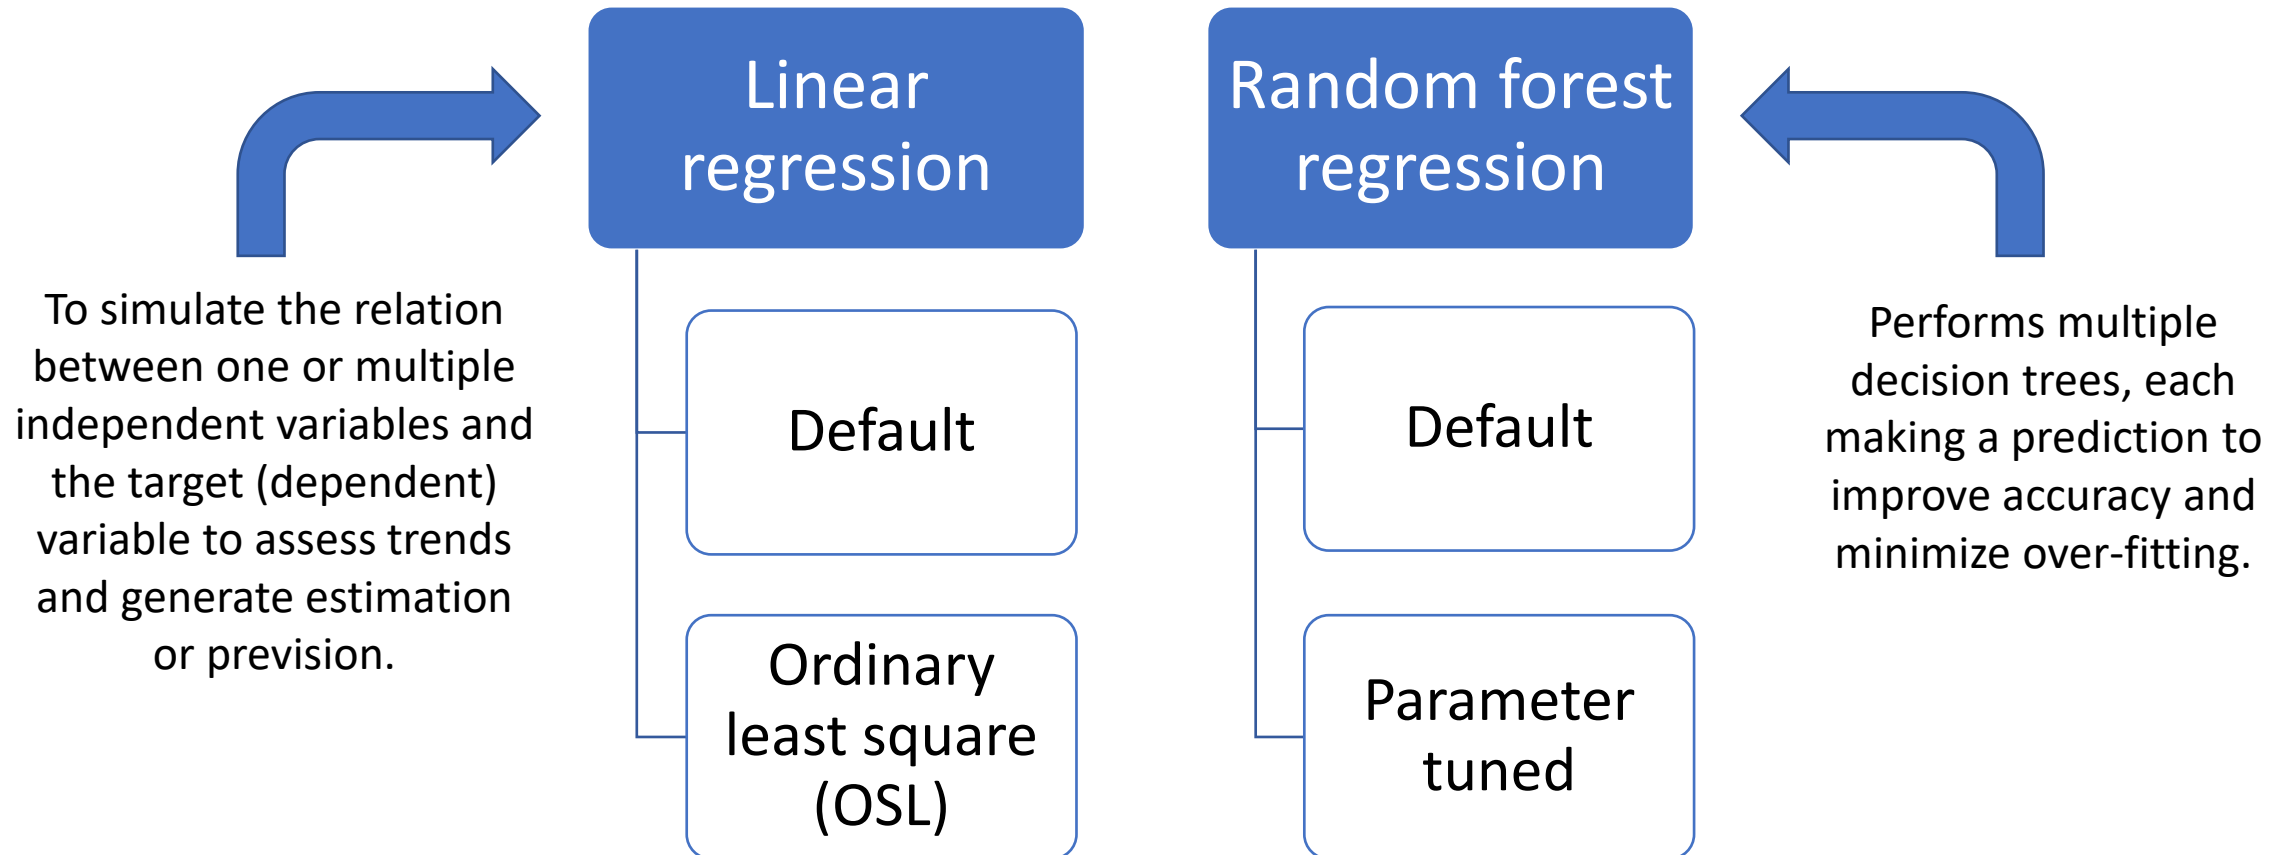 Linear
regression
Random forest
regression
To simulate the relation
between one or multiple
independent variables and
the target (dependent)
variable to assess trends
and generate estimation
or prevision.
Default
Ordinary
least square
(OSL)
Default
Parameter
tuned
Performs multiple
decision trees, each
making a prediction to
improve accuracy and
minimize over-fitting.